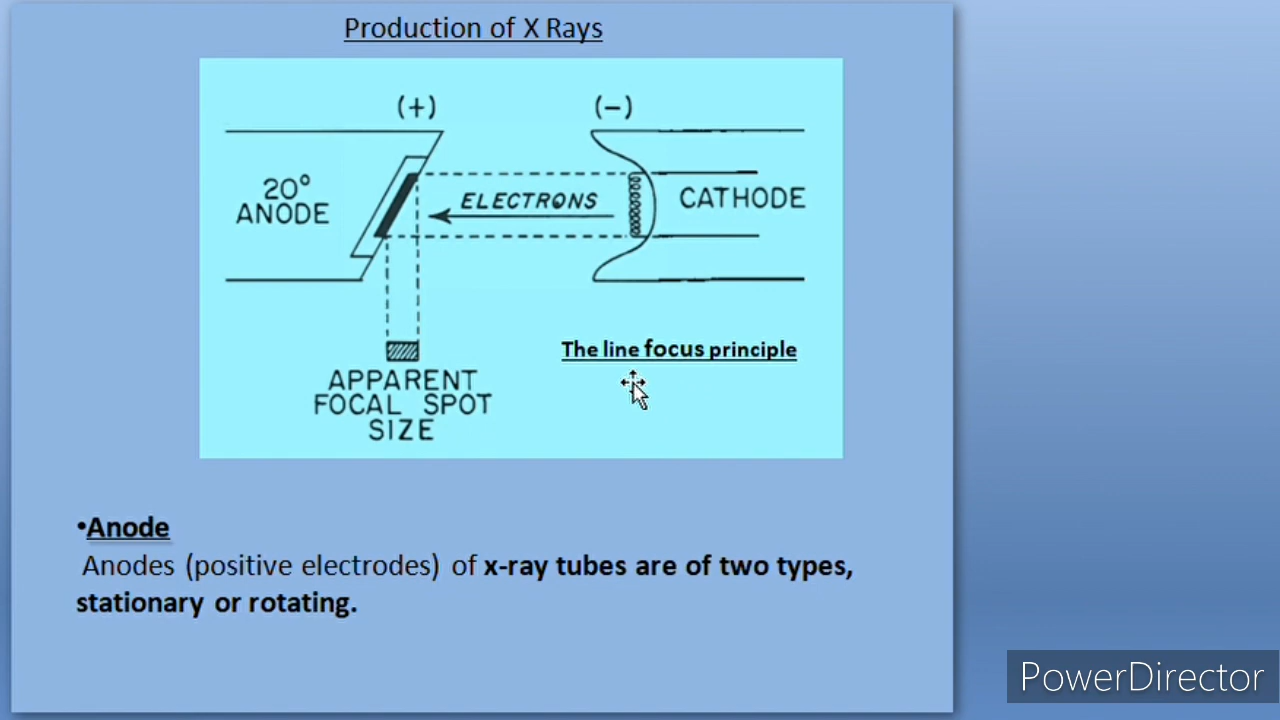 Production of X Rays
(+) (−)
20° ANODE
ELECTRONS
CATHODE
The line focus principle
APPARENT
FOCAL SPOT
SIZE
•Anode
Anodes (positive electrodes) of x-ray tubes are of two types,
stationary or rotating.
PowerDirector